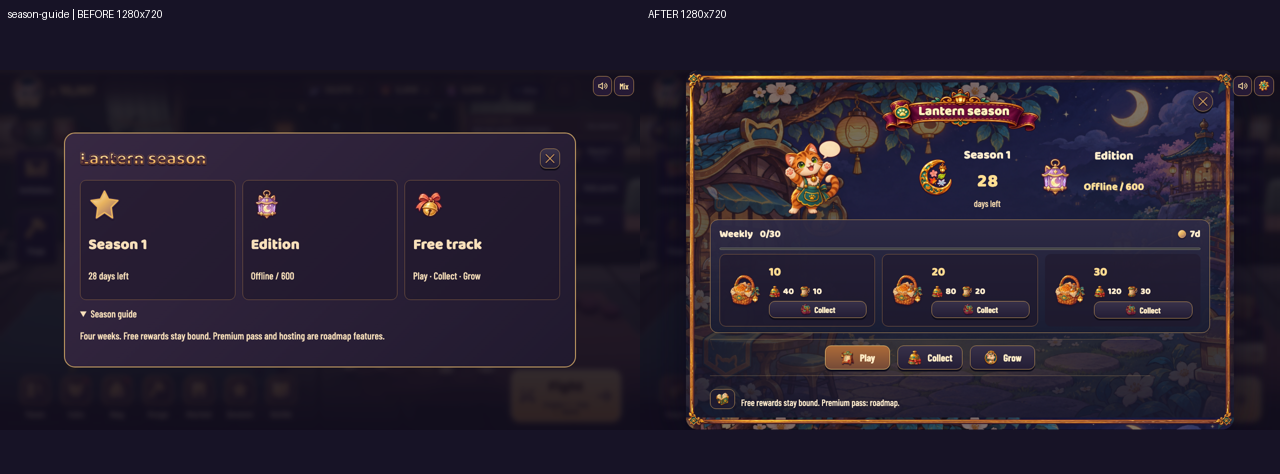 season-guide | BEFORE 1280x720
Mix
Lantern season
Season 1
28 days left
Edition
Offline / 600
Free track
Play · Collect · Grow
▼ Season guide
Four weeks. Free rewards stay bound. Premium pass and hosting are roadmap features.
AFTER 1280x720
Lantern season
Season 1
28
days left
Edition
Offline / 600
Weekly 0/30
7d
10
40 10
Collect
20
80 20
Collect
30
120 30
Collect
Play
Collect
Grow
Free rewards stay bound. Premium pass: roadmap.